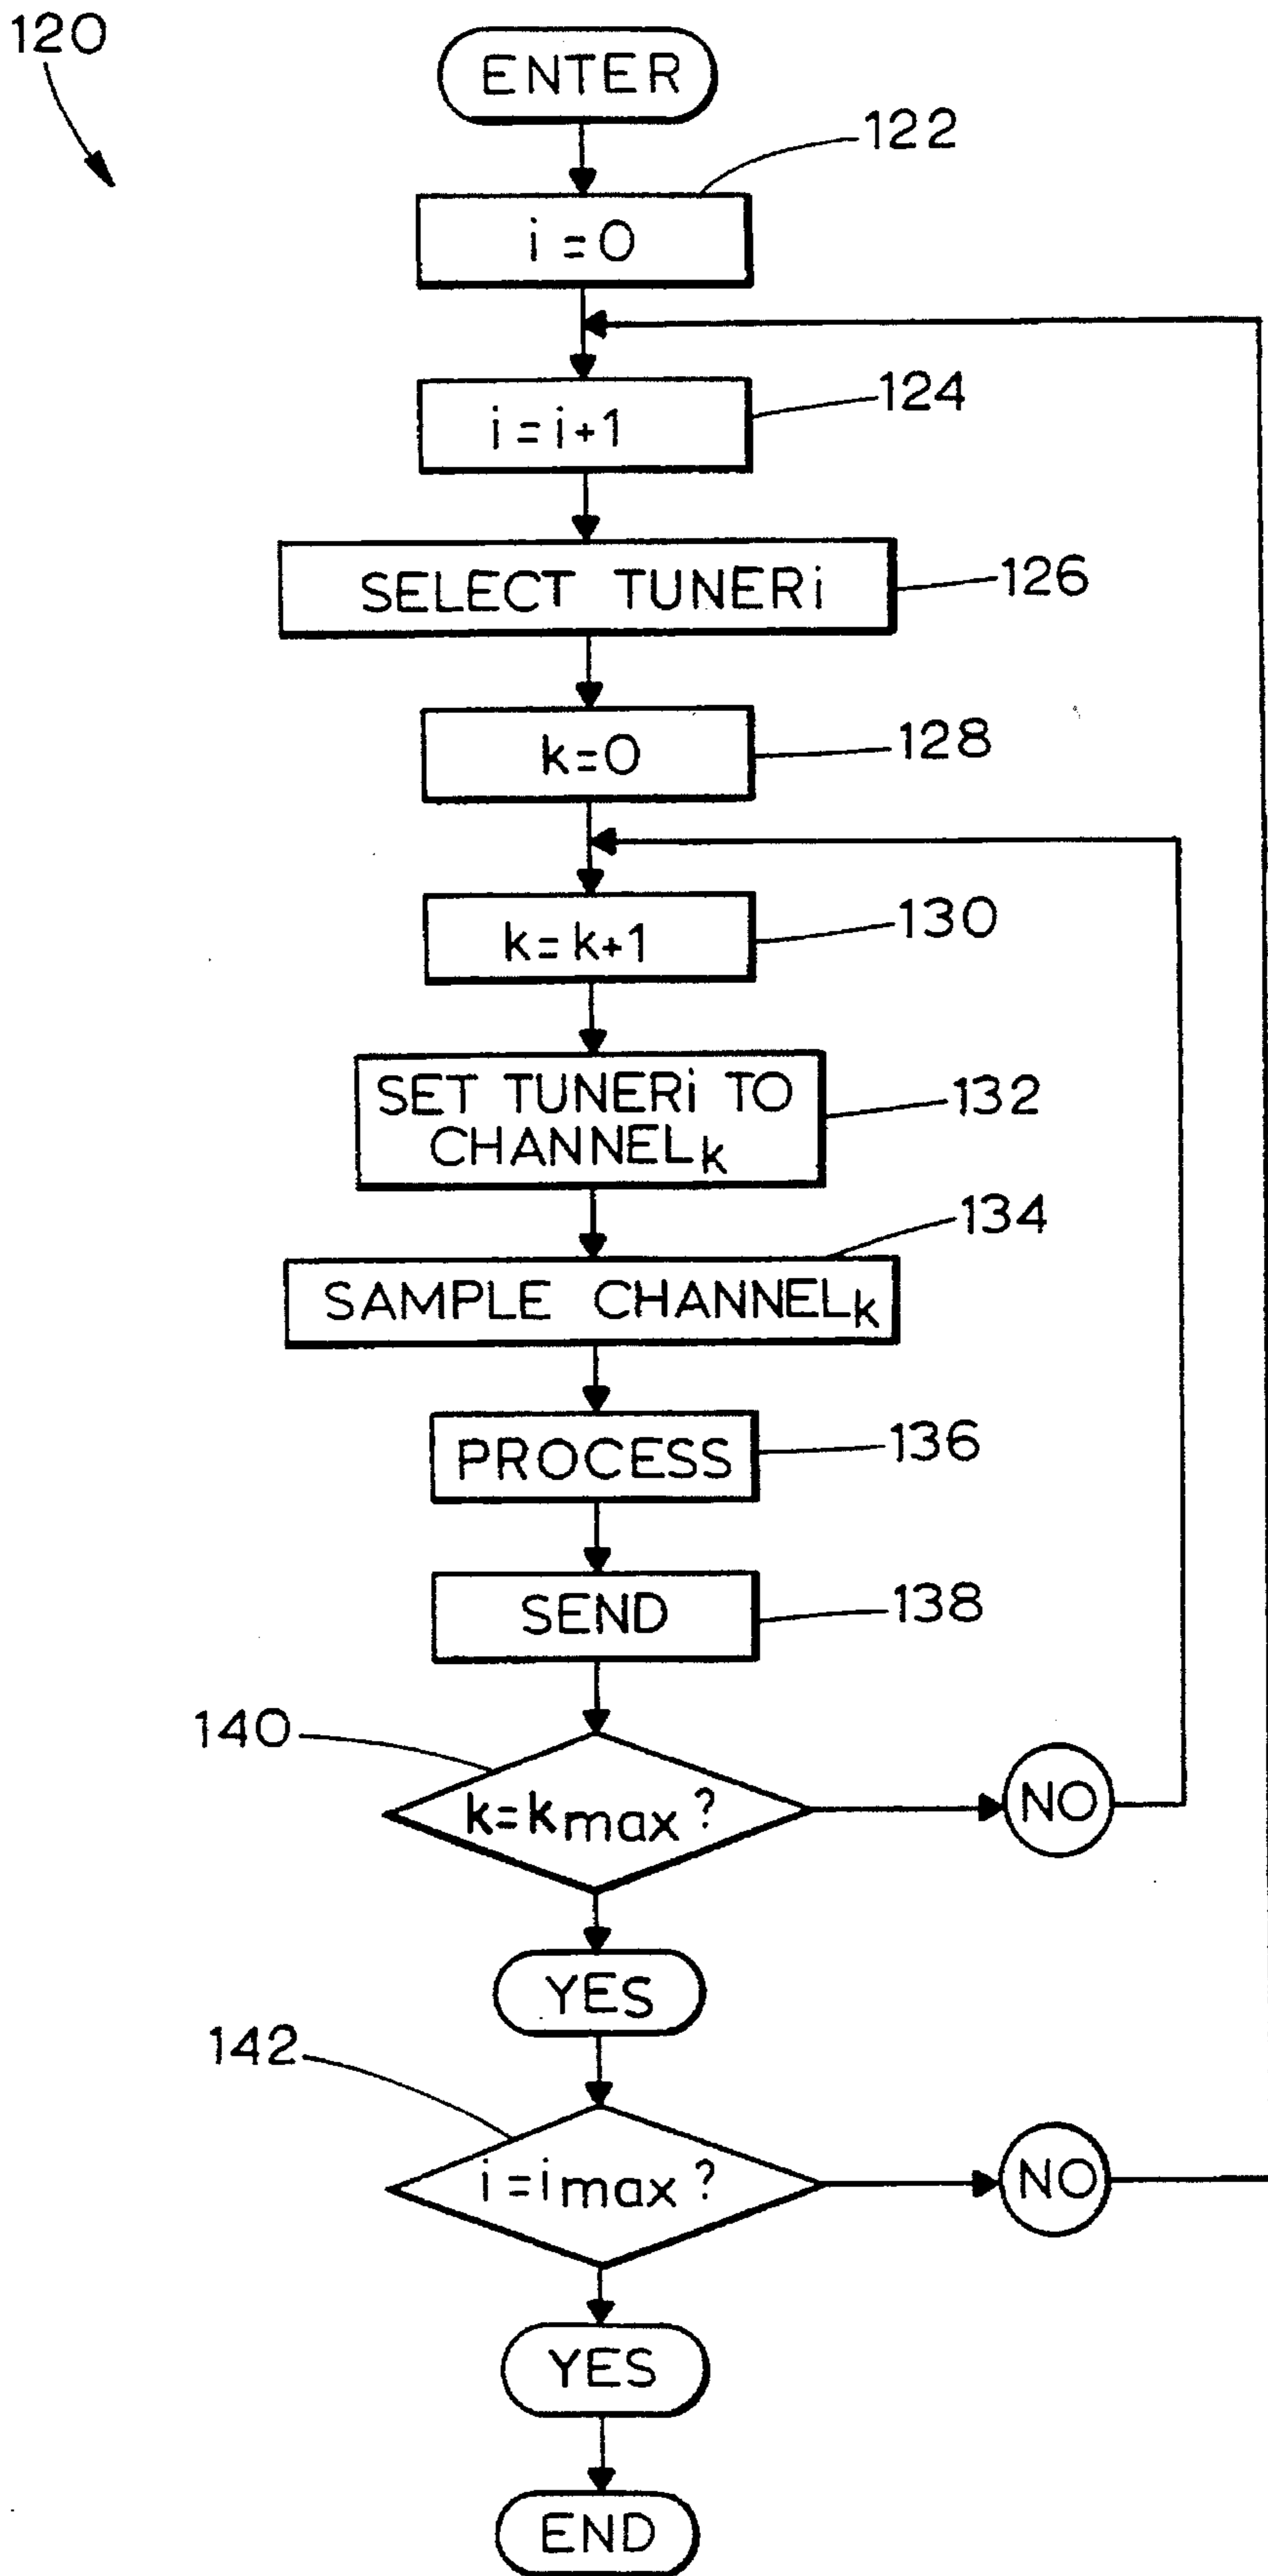 120
ENTER
122
i = 0
124
i = i+1
SELECT TUNERi
126
k=0
128
k=k+1
130
SET TUNERi TO
CHANNELk
132
134
SAMPLE CHANNELk
PROCESS
136
SEND
138
140
k=kmax ?
NO
YES
142
i =imax ?
NO
YES
END